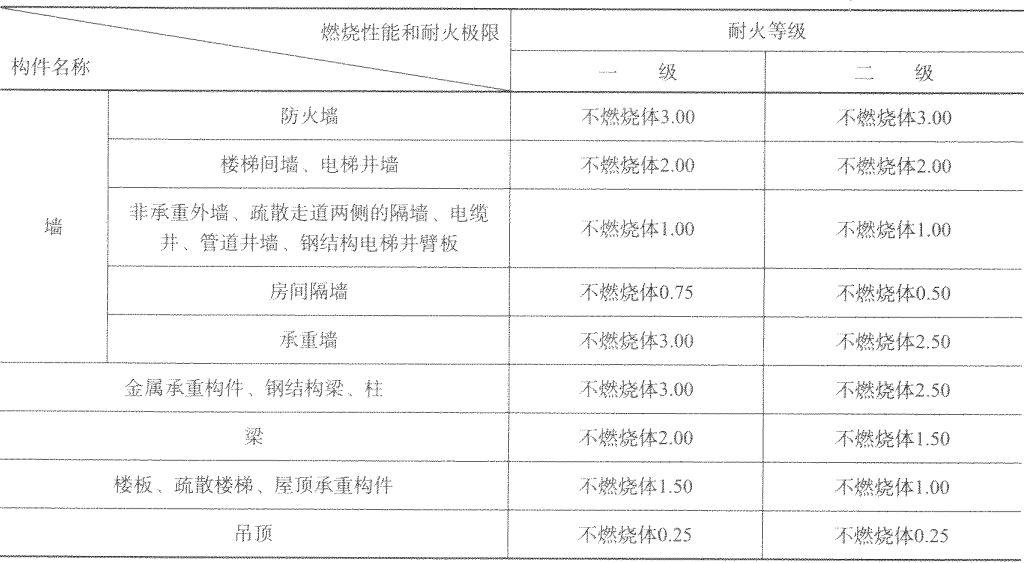 燃烧性能和耐火极限
构件名称
耐火等级
一 级
二 级
墙
防火墙
不燃烧体3.00
不燃烧体3.00
楼梯间墙、电梯井墙
不燃烧体2.00
不燃烧体2.00
非承重外墙、疏散走道两侧的隔墙、电缆
井、管道井墙、钢结构电梯井臂板
不燃烧体1.00
不燃烧体1.00
房间隔墙
不燃烧体0.75
不燃烧体0.50
承重墙
不燃烧体3.00
不燃烧体2.50
金属承重构件、钢结构梁、柱
不燃烧体3.00
不燃烧体2.50
梁
不燃烧体2.00
不燃烧体1.50
楼板、疏散楼梯、屋顶承重构件
不燃烧体1.50
不燃烧体1.00
吊顶
不燃烧体0.25
不燃烧体0.25